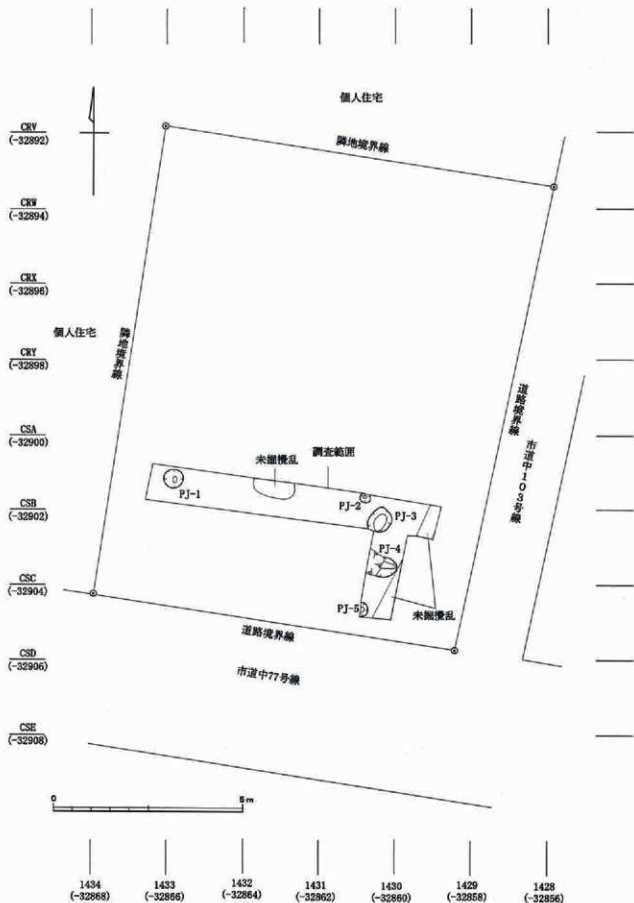 個人住宅
隣地境界線
CRV
(-32892)
CRW
(-32894)
CRX
(-32896)
CRY
(-32898)
CSA
(-32900)
CSB
(-32902)
CSC
(-32904)
CSD
(-32906)
CSE
(-32908)
個人住宅
隣地境界線
道路境界線
市道中103号線
未掘攪乱
調査範囲
PJ-1
PJ-2
PJ-3
PJ-4
PJ-5
未掘攪乱
道路境界線
市道中77号線
0
5m
1434
(-32868)
1433
(-32866)
1432
(-32864)
1431
(-32862)
1430
(-32860)
1429
(-32858)
1428
(-32856)